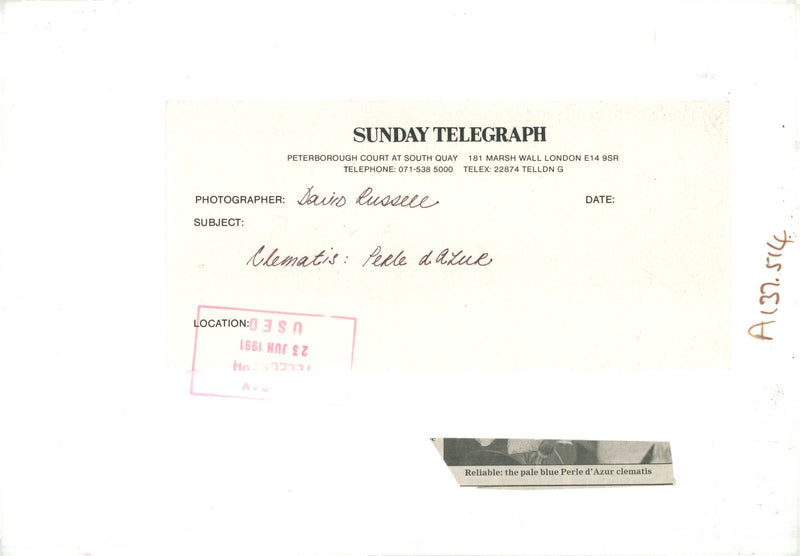 SUNDAY TELEGRAPH
PETERBOROUGH COURT AT SOUTH QUAY 181 MARSH WALL LONDON E14 9SR
TELEPHONE: 071-538 5000 TELEX: 22874 TELLDN G
PHOTOGRAPHER: David Russell DATE:
SUBJECT:
Clematis: Perle d'Azur
LOCATION:
USED
23 JUN 1991
A137.514
Reliable: the pale blue Perle d'Azur clematis